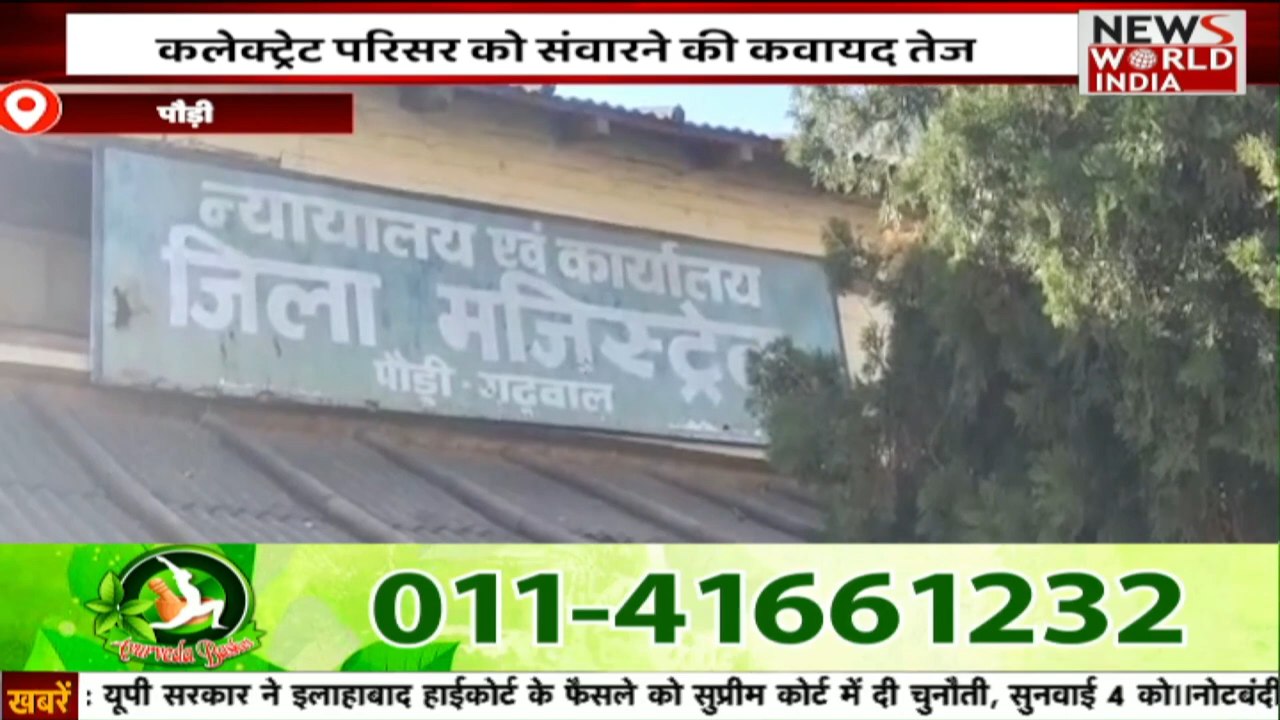 कलेक्ट्रेट परिसर को संवारने की कवायद तेज
NEWS
WORLD
INDIA
पौड़ी
न्यायालय एवं कार्यालय
जिला मजिस्ट्रेट
पौड़ी - गढ़वाल
011-41661232
Ayurveda
खबरें : यूपी सरकार ने इलाहाबाद हाईकोर्ट के फैसले को सुप्रीम कोर्ट में दी चुनौती, सुनवाई 4 को।।नोटबंदी